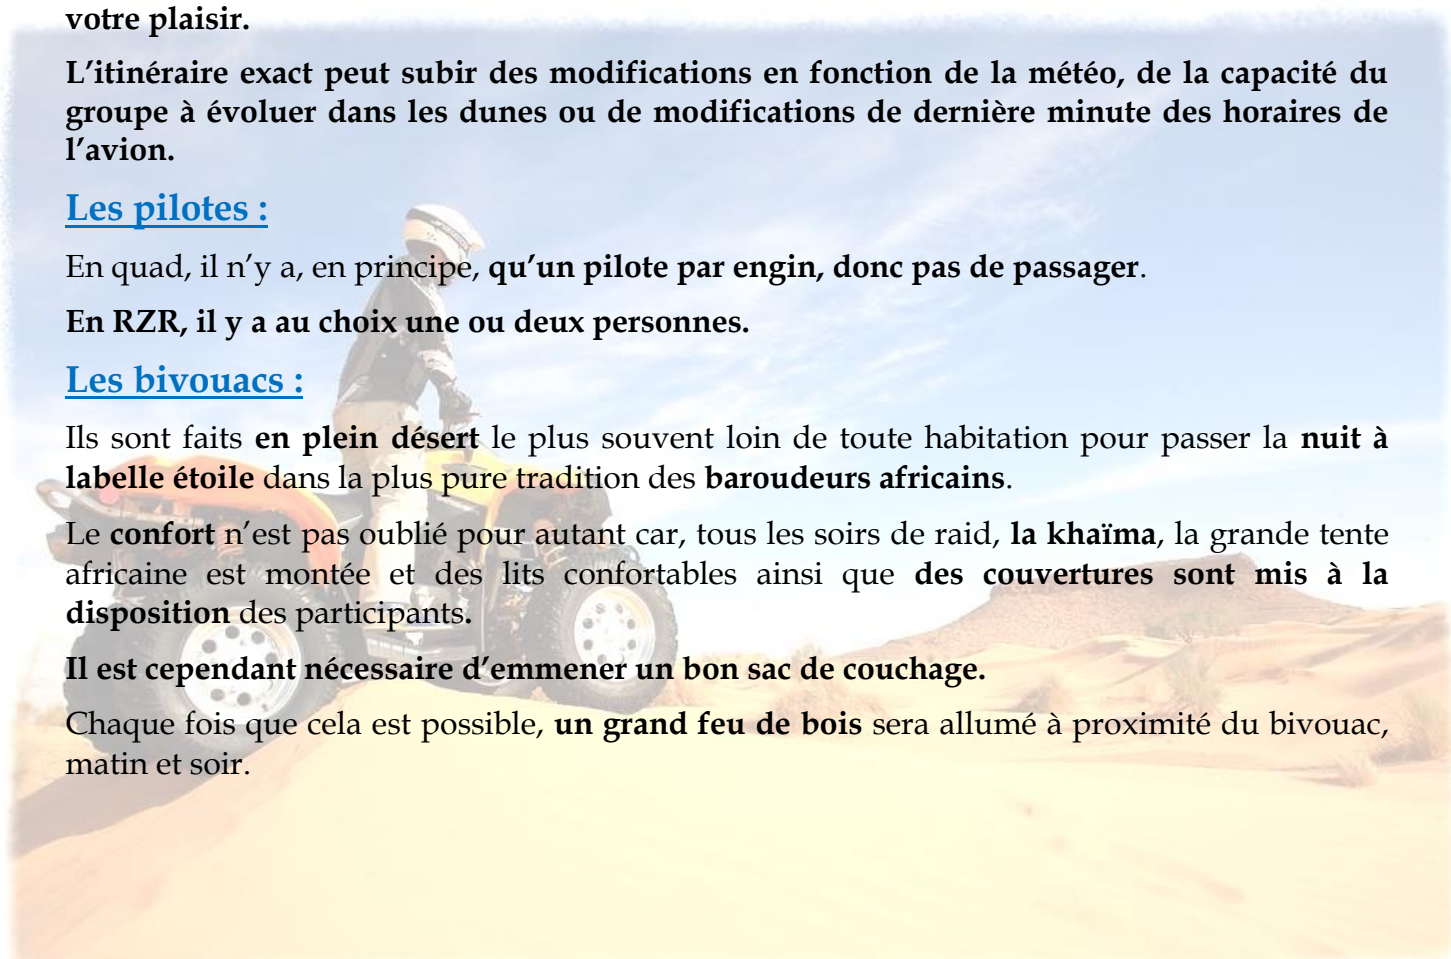 votre plaisir.
L’itinéraire exact peut subir des modifications en fonction de la météo, de la capacité du
groupe à évoluer dans les dunes ou de modifications de dernière minute des horaires de
l’avion.
Les pilotes :
En quad, il n’y a, en principe, qu’un pilote par engin, donc pas de passager.
En RZR, il y a au choix une ou deux personnes.
Les bivouacs :
Ils sont faits en plein désert le plus souvent loin de toute habitation pour passer la nuit à
labelle étoile dans la plus pure tradition des baroudeurs africains.
Le confort n’est pas oublié pour autant car, tous les soirs de raid, la khaïma, la grande tente
africaine est montée et des lits confortables ainsi que des couvertures sont mis à la
disposition des participants.
Il est cependant nécessaire d’emmener un bon sac de couchage.
Chaque fois que cela est possible, un grand feu de bois sera allumé à proximité du bivouac,
matin et soir.